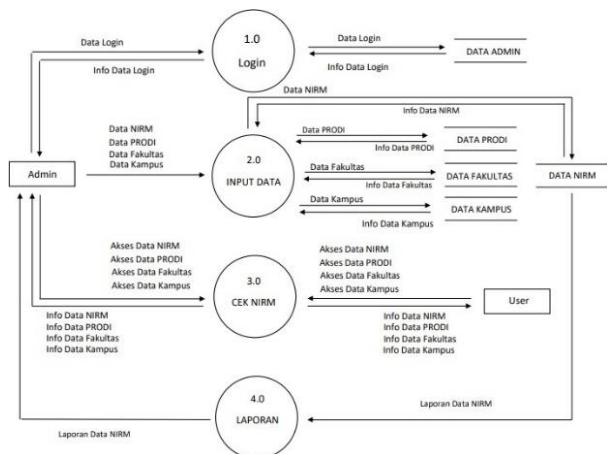 1.0
Login
Data Login
Info Data Login
Data Login
Info Data Login
DATA ADMIN
Data NIRM
Info Data NIRM
Data NIRM
Data PRODI
Data Fakultas
Data Kampus
Admin
2.0
INPUT DATA
Data PRODI
Info Data PRODI
DATA PRODI
Data Fakultas
Info Data Fakultas
DATA FAKULTAS
Data Kampus
Info Data Kampus
DATA KAMPUS
DATA NIRM
Akses Data NIRM
Akses Data PRODI
Akses Data Fakultas
Akses Data Kampus
Info Data NIRM
Info Data PRODI
Info Data Fakultas
Info Data Kampus
3.0
CEK NIRM
Akses Data NIRM
Akses Data PRODI
Akses Data Fakultas
Akses Data Kampus
Info Data NIRM
Info Data PRODI
Info Data Fakultas
Info Data Kampus
User
4.0
LAPORAN
Laporan Data NIRM
Laporan Data NIRM